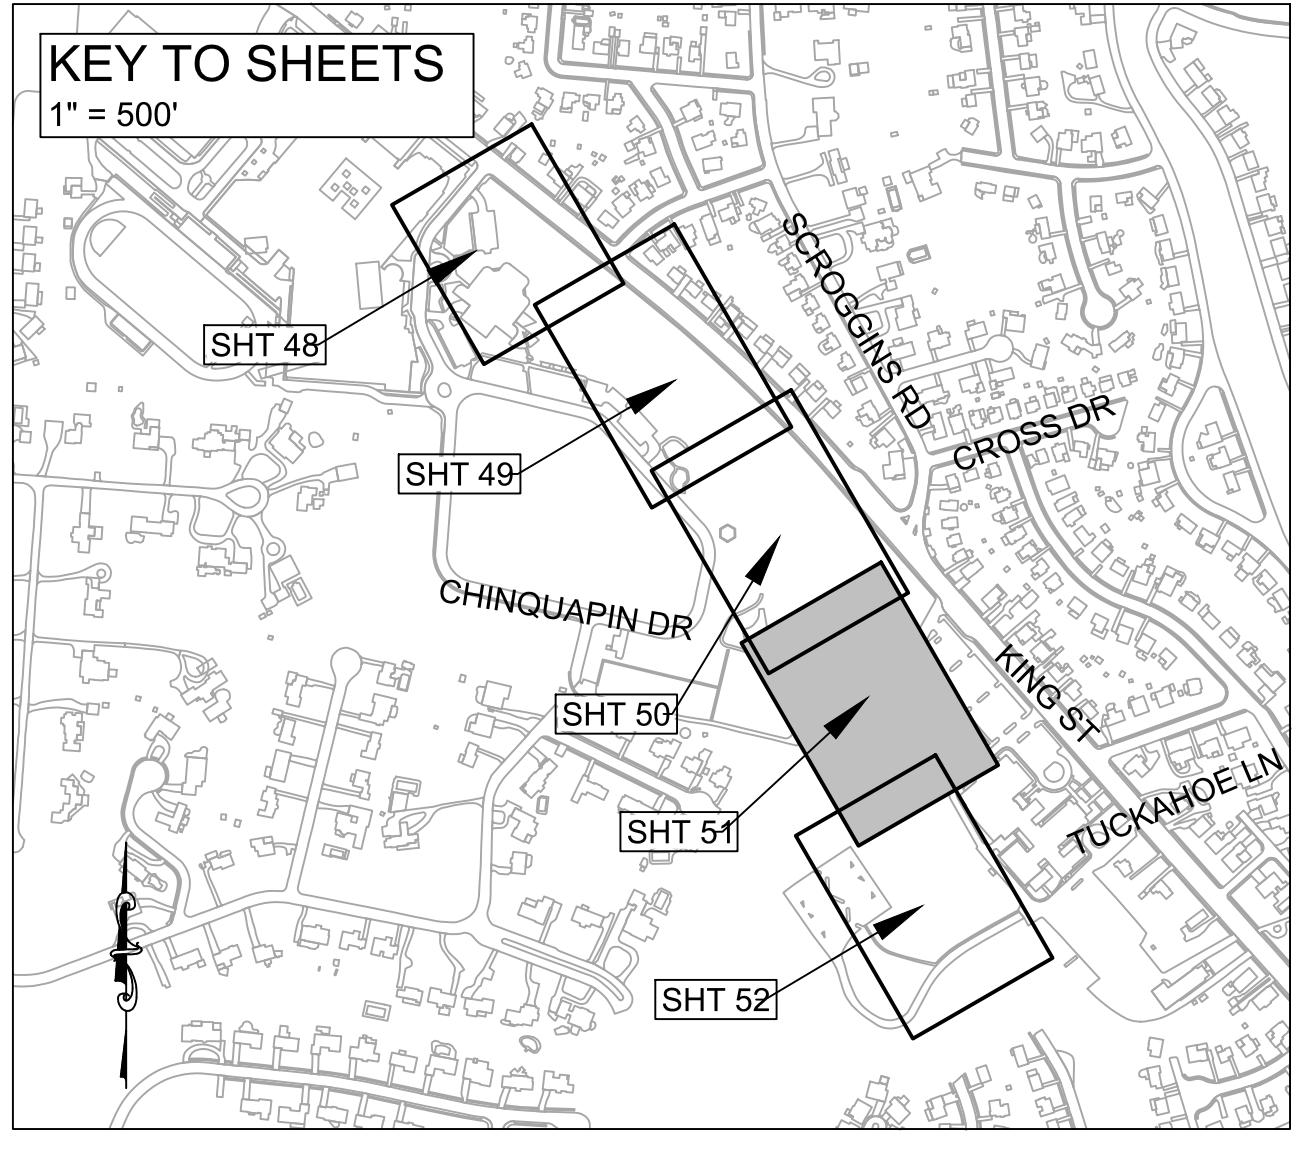 KEY TO SHEETS
1" = 500'
SCROGGINS RD
SHT 48
CROSS DR
SHT 49
CHINQUAPIN DR
KING ST
SHT 50
TUCKAHOE LN
SHT 51
SHT 52